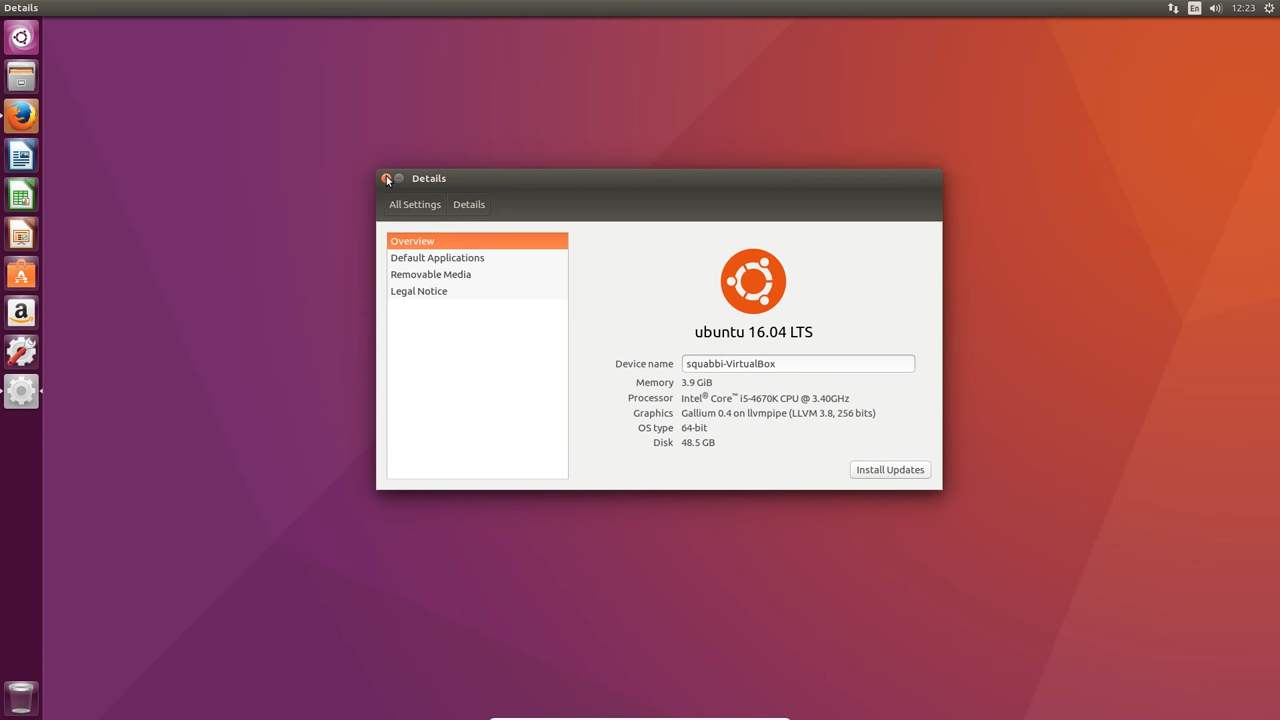 Details
En
12:23
Details
All Settings
Details
Overview
Default Applications
Removable Media
Legal Notice
ubuntu 16.04 LTS
Device name squabbi-VirtualBox
Memory 3.9 GiB
Processor Intel® Core™ i5-4670K CPU @ 3.40GHz
Graphics Gallium 0.4 on llvmpipe (LLVM 3.8, 256 bits)
OS type 64-bit
Disk 48.5 GB
Install Updates